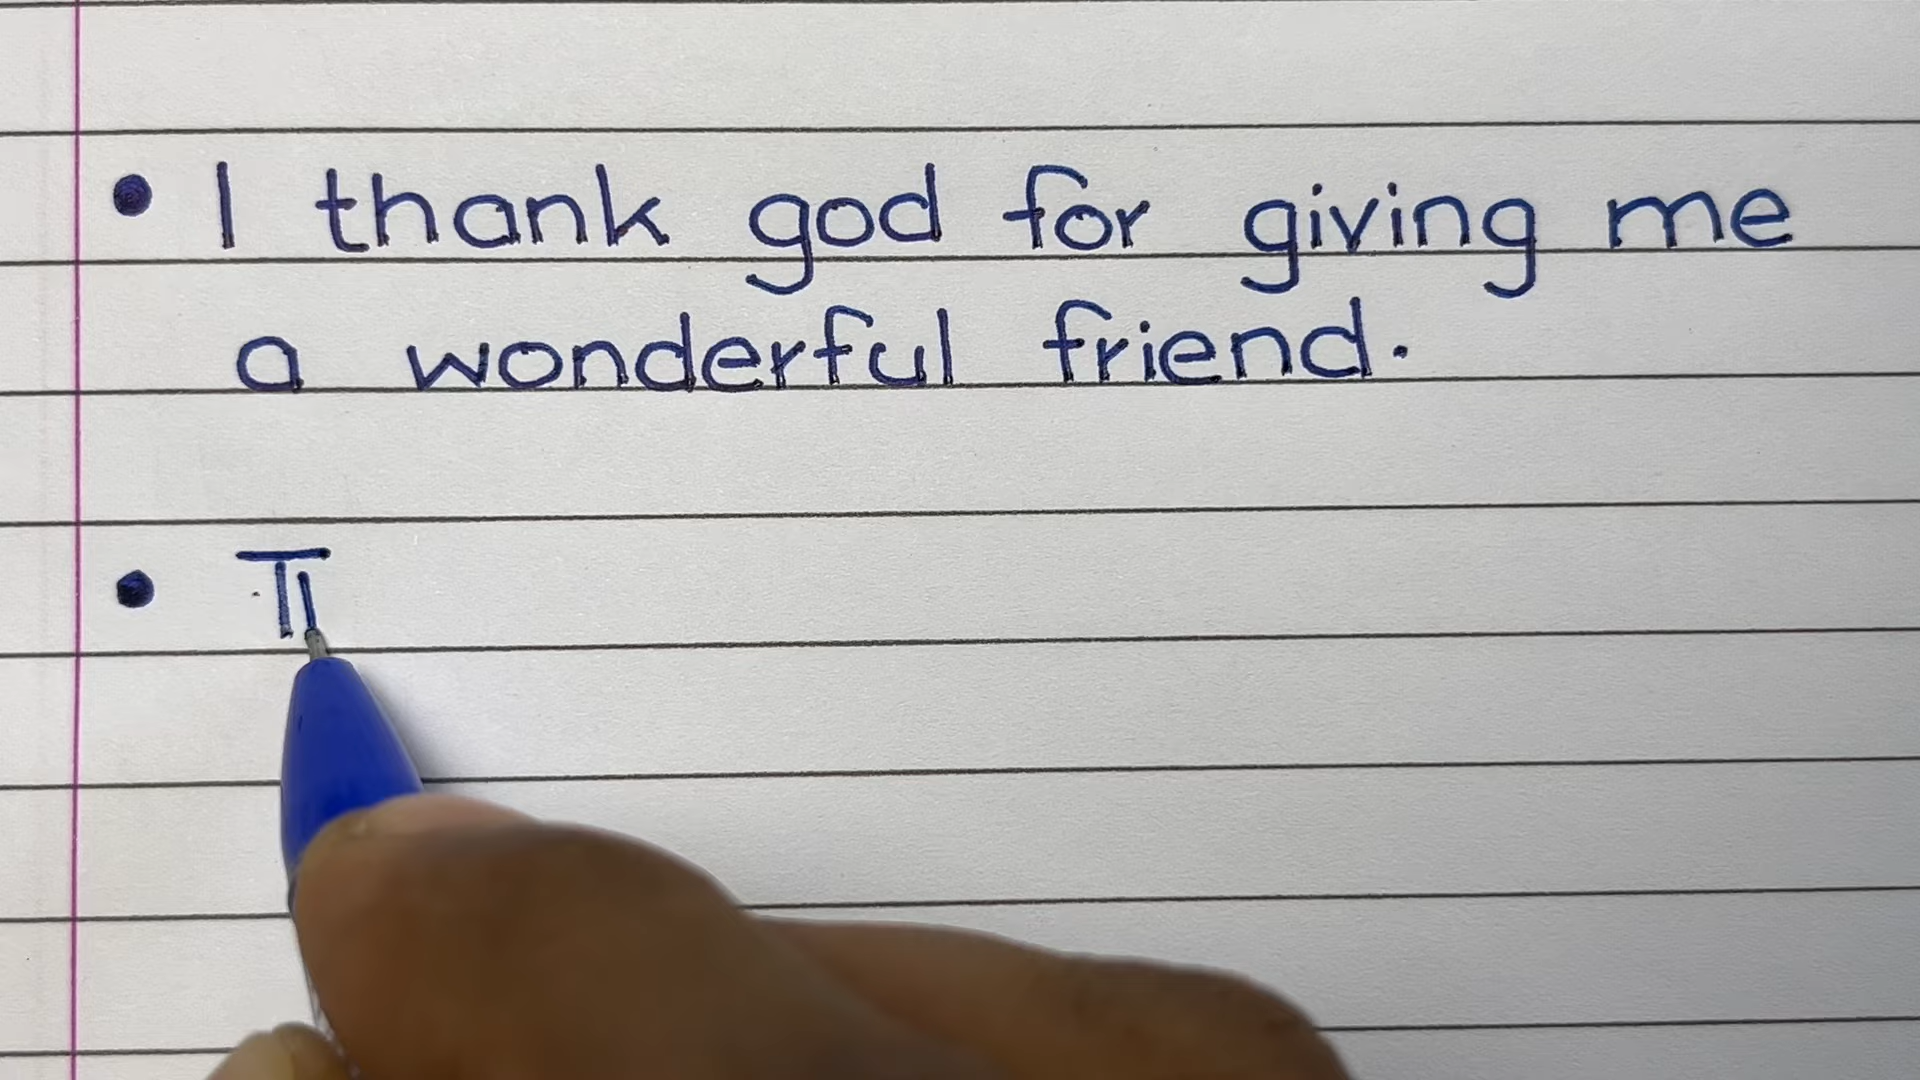 • I thank god for giving me
a wonderful friend.
• T